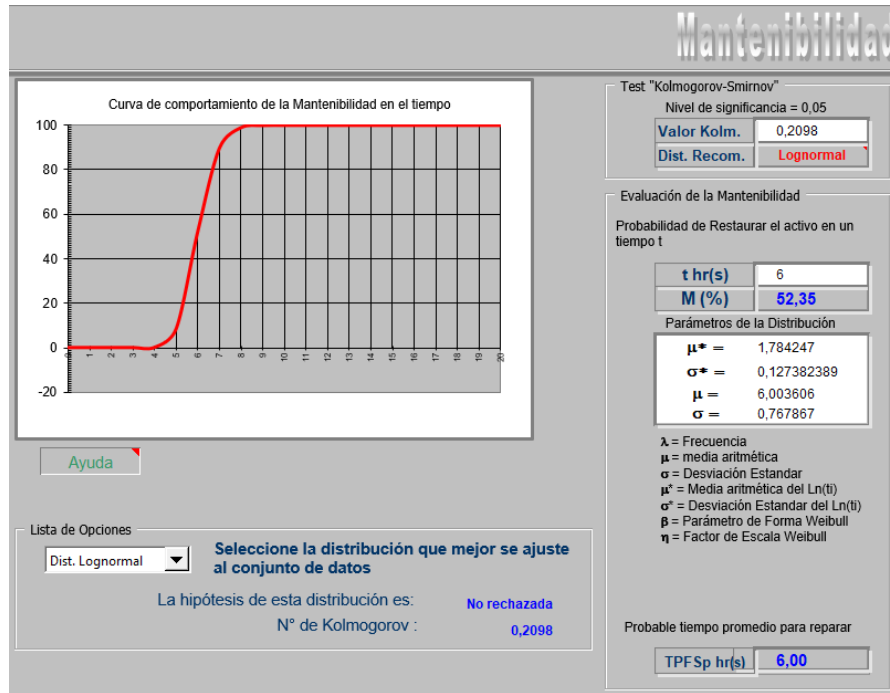 Mantenibilidad
Curva de comportamiento de la Mantenibilidad en el tiempo
100
80
60
40
20
0
-20
0 1 2 3 4 5 6 7 8 9 10 11 12 13 14 15 16 17 18 19 20
Ayuda
Lista de Opciones
Dist. Lognormal
Seleccione la distribución que mejor se ajuste
al conjunto de datos
La hipótesis de esta distribución es: No rechazada
N° de Kolmogorov : 0,2098
Test "Kolmogorov-Smirnov"
Nivel de significancia = 0,05
Valor Kolm. 0,2098
Dist. Recom. Lognormal
Evaluación de la Mantenibilidad
Probabilidad de Restaurar el activo en un
tiempo t
t hr(s) 6
M (%) 52,35
Parámetros de la Distribución
μ* = 1,784247
σ* = 0,127382389
μ = 6,003606
σ = 0,767867
λ = Frecuencia
μ = media aritmética
σ = Desviación Estandar
μ* = Media aritmética del Ln(ti)
σ* = Desviación Estandar del Ln(ti)
β = Parámetro de Forma Weibull
η = Factor de Escala Weibull
Probable tiempo promedio para reparar
TPFSp hr(s) 6,00